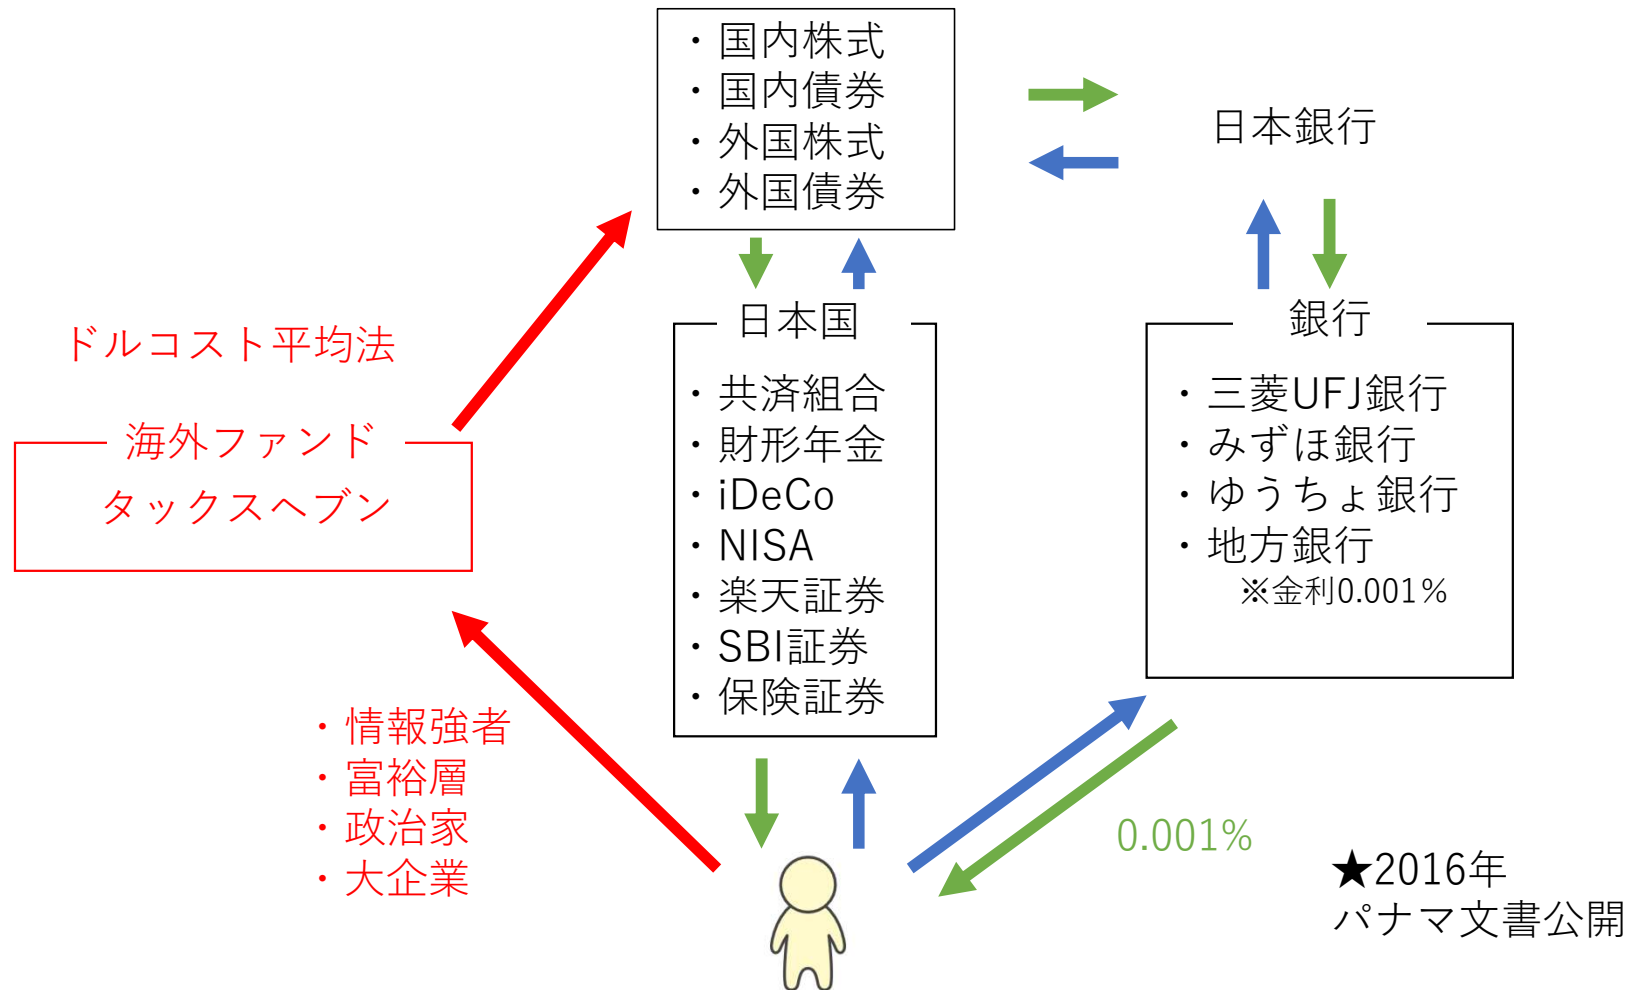 ・国内株式
・国内債券
・外国株式
・外国債券
日本銀行
ドルコスト平均法
海外ファンド
タックスヘブン
日本国
・共済組合
・財形年金
・iDeCo
・NISA
・楽天証券
・SBI証券
・保険証券
銀行
・三菱UFJ銀行
・みずほ銀行
・ゆうちょ銀行
・地方銀行
※金利0.001%
・情報強者
・富裕層
・政治家
・大企業
0.001%
★2016年
パナマ文書公開